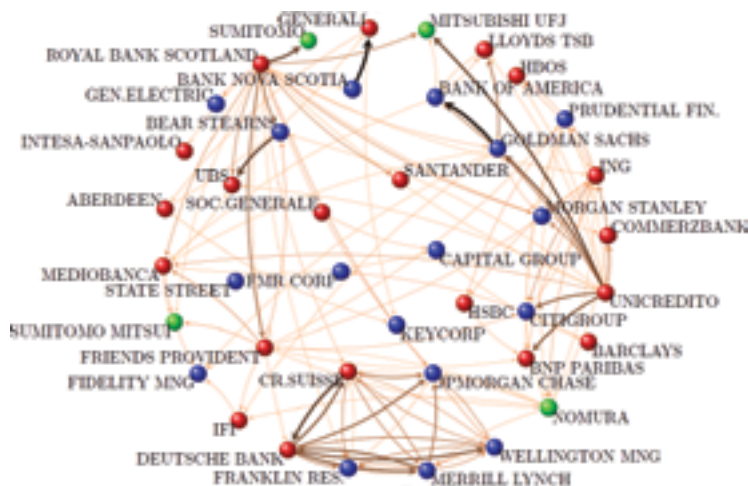 GENERALI
SUMITOMO
MITSUBISHI UFJ
ROYAL BANK SCOTLAND
LLOYDS TSB
BANK NOVA SCOTIA
HBOS
GEN.ELECTRIC
BANK OF AMERICA
PRUDENTIAL FIN.
BEAR STEARNS
INTESA-SANPAOLO
GOLDMAN SACHS
UBS
SANTANDER
ING
ABERDEEN
SOC.GENERALE
MORGAN STANLEY
COMMERZBANK
MEDIOBANCA
CAPITAL GROUP
STATE STREET
FMR CORP
UNICREDITO
HSBC
CITIGROUP
SUMITOMO MITSUI
KEYCORP
BARCLAYS
FRIENDS PROVIDENT
BNP PARIBAS
FIDELITY MNG
CR.SUISSE
JPMORGAN CHASE
NOMURA
IFI
DEUTSCHE BANK
WELLINGTON MNG
FRANKLIN RES.
MERRILL LYNCH